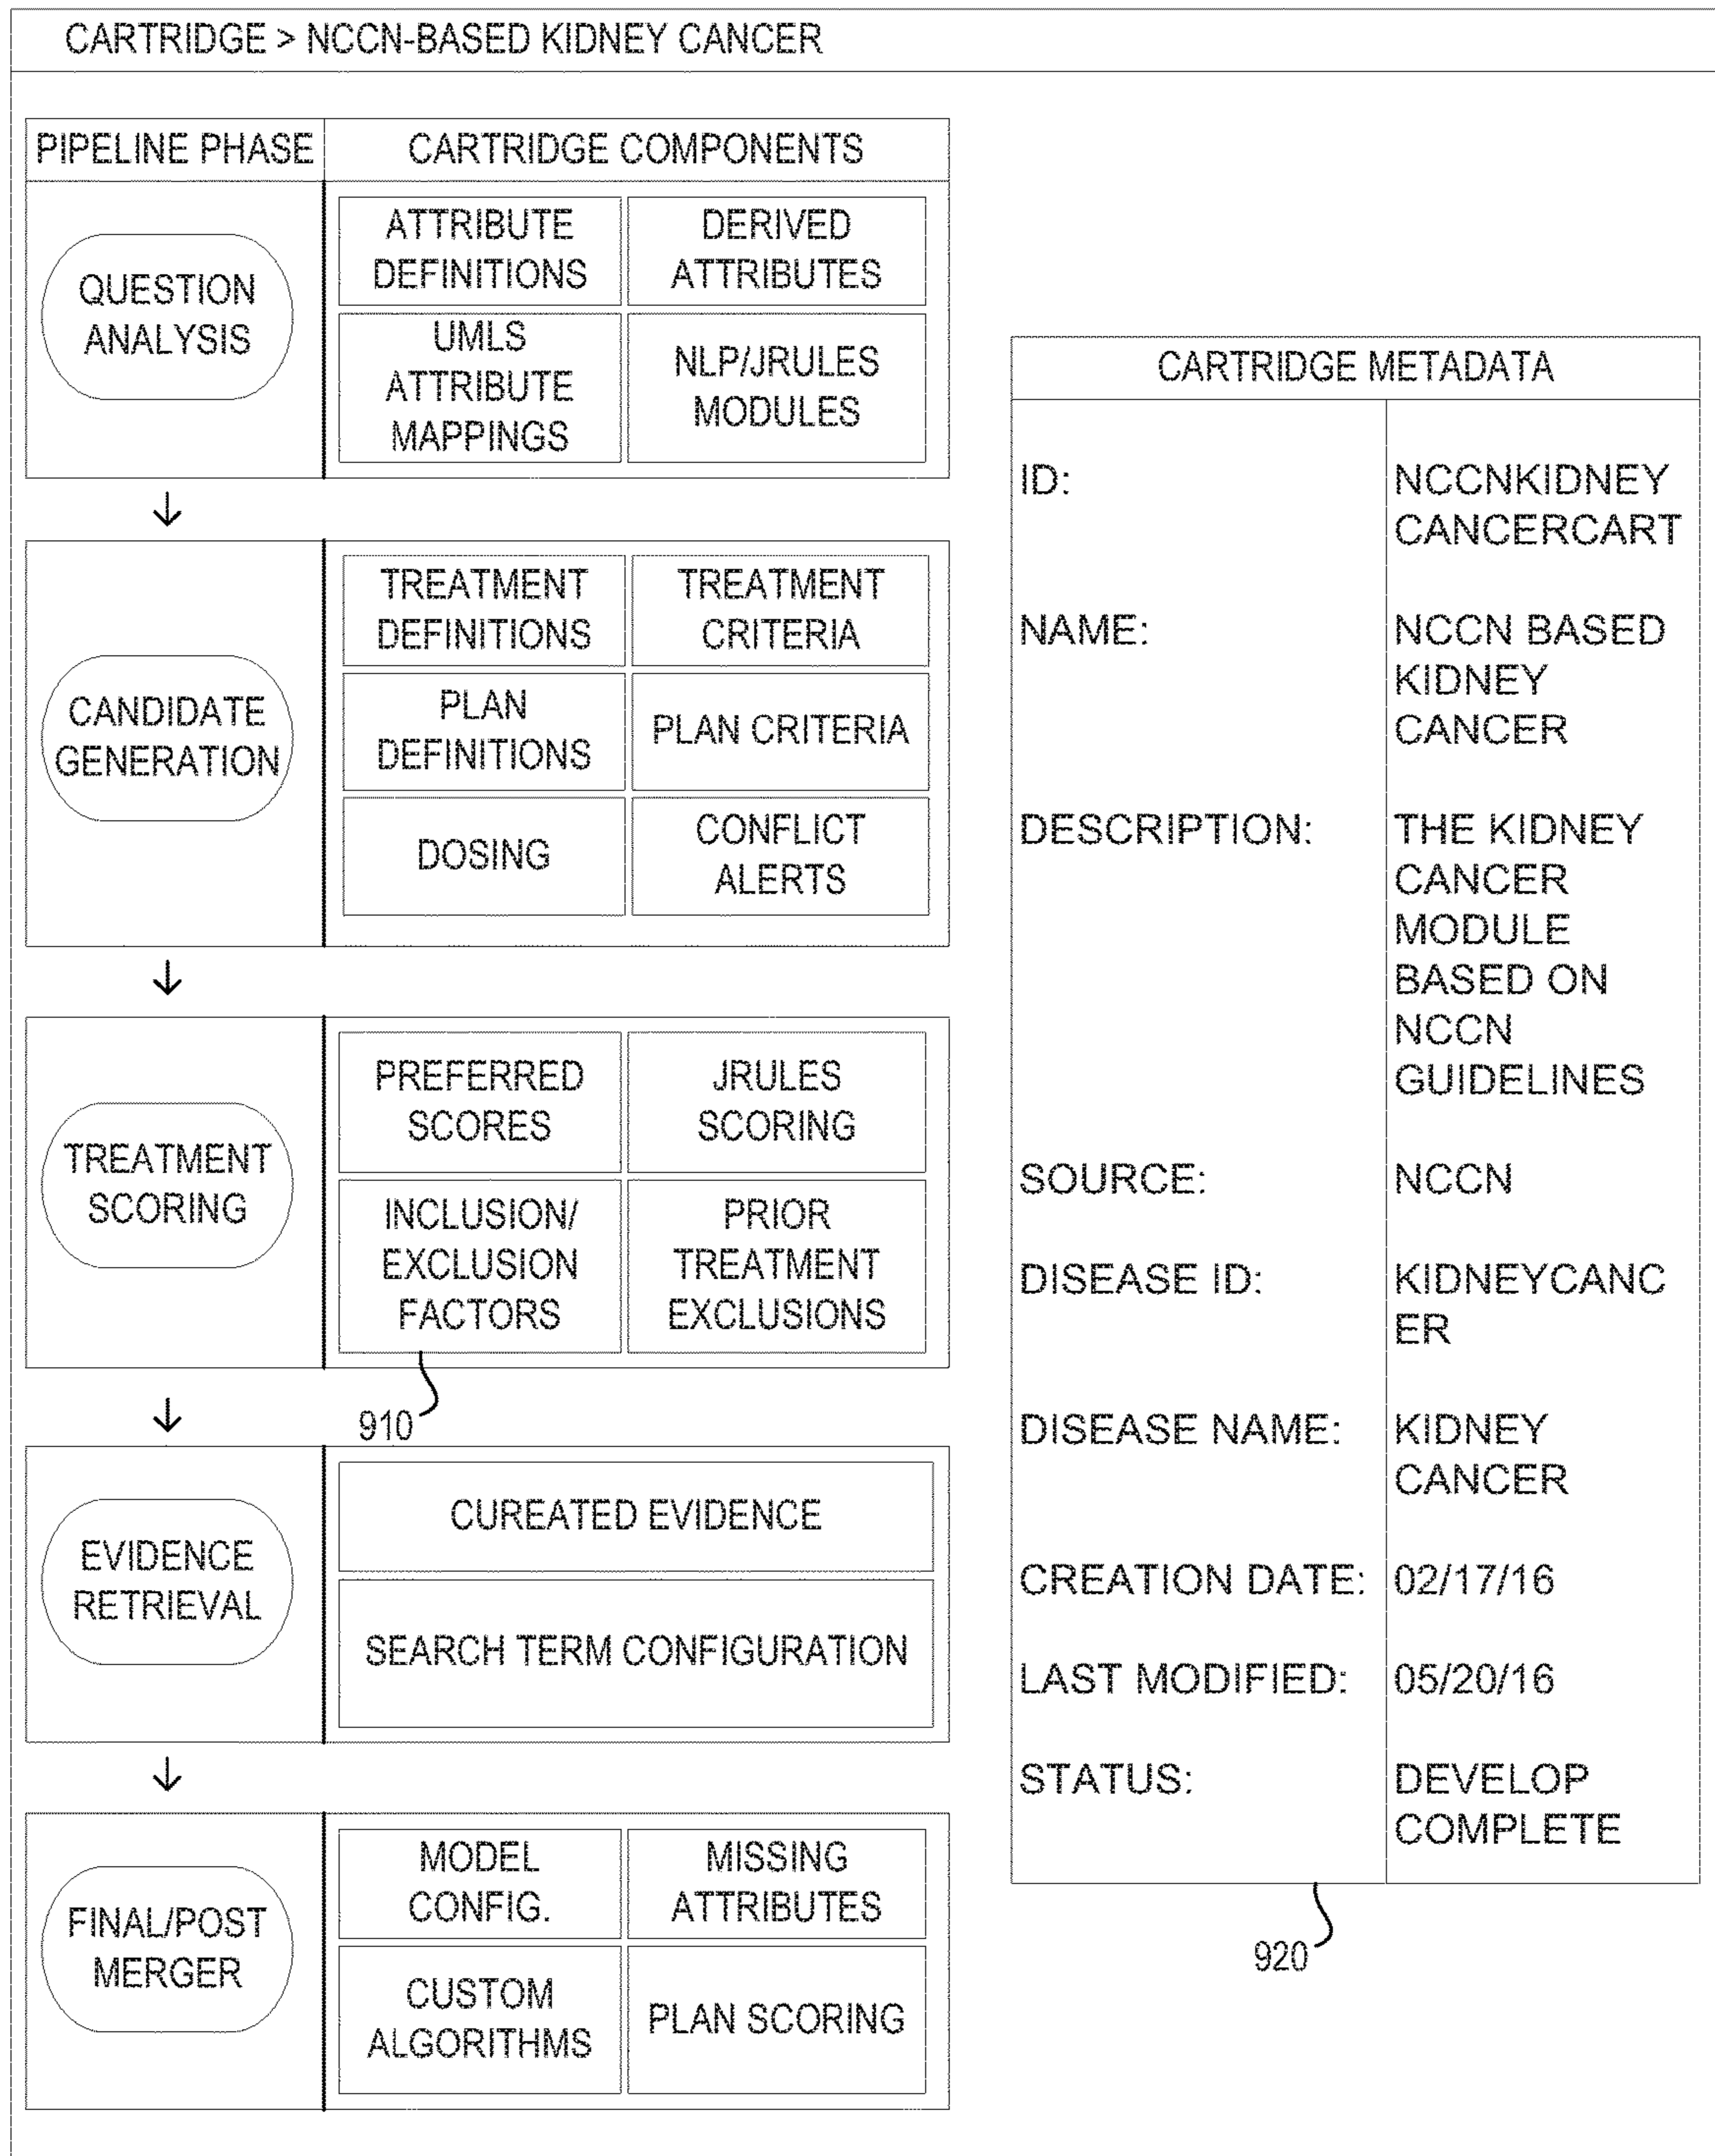 CARTRIDGE > NCCN-BASED KIDNEY CANCER
PIPELINE PHASE
CARTRIDGE COMPONENTS
QUESTION
ANALYSIS
ATTRIBUTE
DEFINITIONS
DERIVED
ATTRIBUTES
UMLS
ATTRIBUTE
MAPPINGS
NLP/JRULES
MODULES
CANDIDATE
GENERATION
TREATMENT
DEFINITIONS
TREATMENT
CRITERIA
PLAN
DEFINITIONS
PLAN CRITERIA
DOSING
CONFLICT
ALERTS
TREATMENT
SCORING
PREFERRED
SCORES
JRULES
SCORING
INCLUSION/
EXCLUSION
FACTORS
PRIOR
TREATMENT
EXCLUSIONS
910
EVIDENCE
RETRIEVAL
CUREATED EVIDENCE
SEARCH TERM CONFIGURATION
FINAL/POST
MERGER
MODEL
CONFIG.
MISSING
ATTRIBUTES
CUSTOM
ALGORITHMS
PLAN SCORING
CARTRIDGE METADATA
ID:
NCCNKIDNEY
CANCERCART
NAME:
NCCN BASED
KIDNEY
CANCER
DESCRIPTION:
THE KIDNEY
CANCER
MODULE
BASED ON
NCCN
GUIDELINES
SOURCE:
NCCN
DISEASE ID:
KIDNEYCANC
ER
DISEASE NAME:
KIDNEY
CANCER
CREATION DATE:
02/17/16
LAST MODIFIED:
05/20/16
STATUS:
DEVELOP
COMPLETE
920